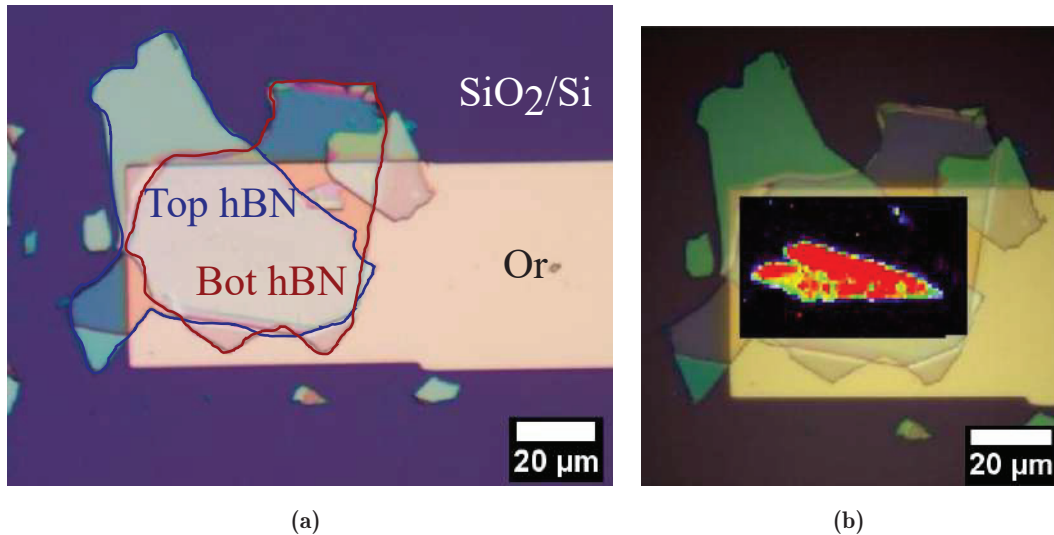 SiO₂/Si
Top hBN
Bot hBN
Or
20 µm
20 µm
(a)
(b)